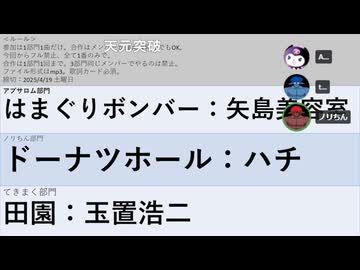 <ルール>
天元突破
参加は1部門1曲だけ。合作はメン でもOK。
今回からフル禁止、全て1番のみで。
合作は1部門1回まで。3部門同じメンバーでやるのは禁止。
ファイル形式はmp3。歌詞カード必須。
締切:2025/4/19 土曜日
アプサロム部門
はまぐりボンバー:矢島美容室
ノリちん部門
ドーナツホール:ハチ
てきまく部門
田園:玉置浩二
A...
t...
ノリちん